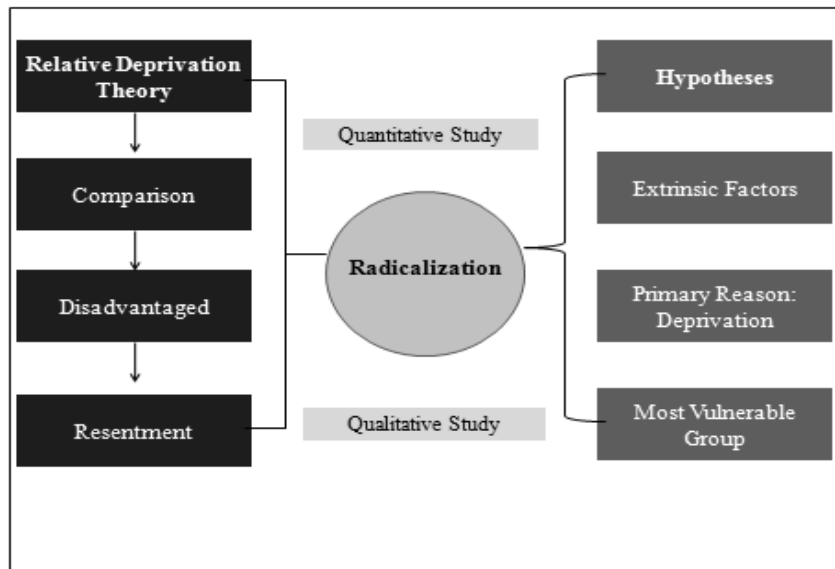 Relative Deprivation
Theory
Comparison
Disadvantaged
Resentment
Quantitative Study
Radicalization
Qualitative Study
Hypotheses
Extrinsic Factors
Primary Reason:
Deprivation
Most Vulnerable
Group